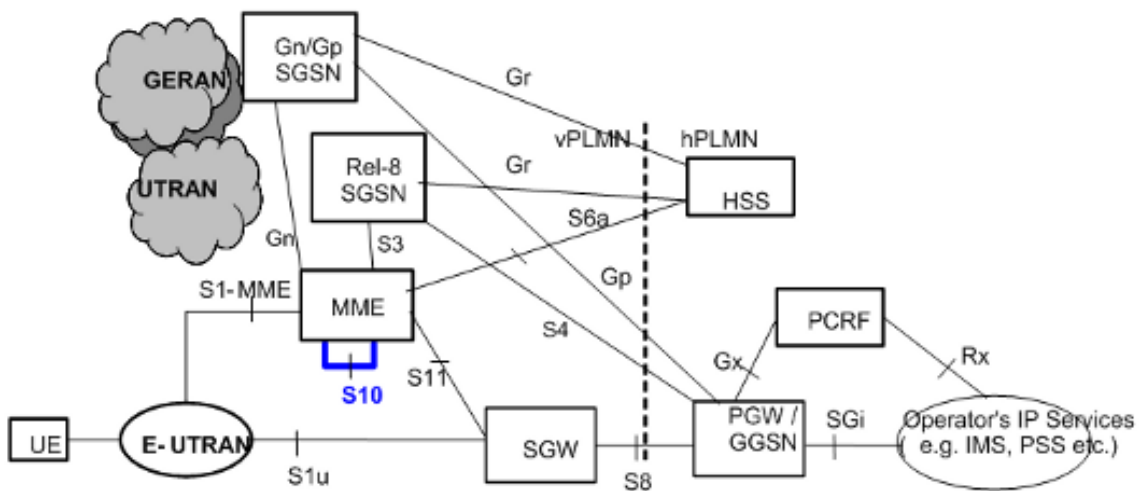 Gn/Gp
SGSN
GERAN
Gr
vPLMN
hPLMN
Rel-8
SGSN
Gr
UTRAN
HSS
S6a
Gn
S3
Gp
S1-MME
MME
S4
PCRF
Gx
Rx
S11
S10
PGW /
GGSN
SGi
Operator's IP Services
( e.g. IMS, PSS etc.)
UE
E-UTRAN
SGW
S1u
S8